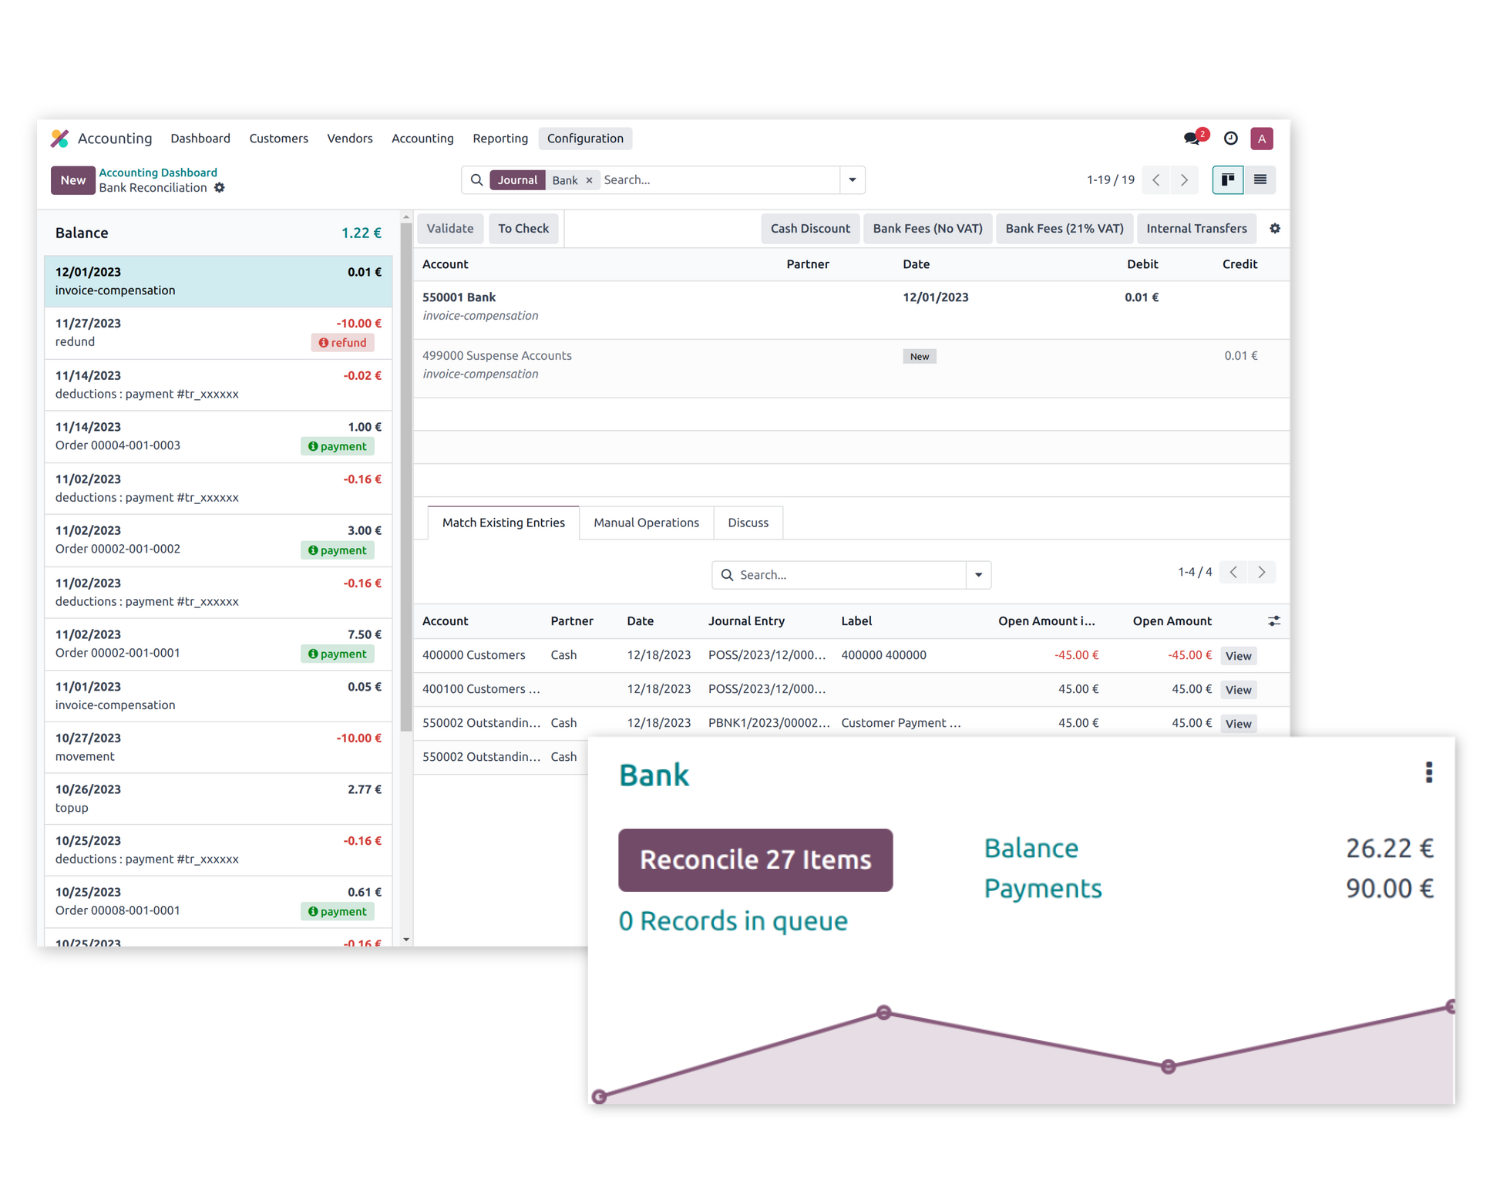 Accounting Dashboard Customers Vendors Accounting Reporting Configuration 2 A
New Accounting Dashboard
Bank Reconciliation
Journal Bank × Search...
1-19 / 19
Balance 1.22 €
12/01/2023 0.01 €
invoice-compensation
11/27/2023 -10.00 €
redund refund
11/14/2023 -0.02 €
deductions : payment #tr_xxxxxx
11/14/2023 1.00 €
Order 00004-001-0003 payment
11/02/2023 -0.16 €
deductions : payment #tr_xxxxxx
11/02/2023 3.00 €
Order 00002-001-0002 payment
11/02/2023 -0.16 €
deductions : payment #tr_xxxxxx
11/02/2023 7.50 €
Order 00002-001-0001 payment
11/01/2023 0.05 €
invoice-compensation
10/27/2023 -10.00 €
movement
10/26/2023 2.77 €
topup
10/25/2023 -0.16 €
deductions : payment #tr_xxxxxx
10/25/2023 0.61 €
Order 00008-001-0001 payment
10/25/2023 -0.16 €
Validate To Check Cash Discount Bank Fees (No VAT) Bank Fees (21% VAT) Internal Transfers
Account Partner Date Debit Credit
550001 Bank 12/01/2023 0.01 €
invoice-compensation
499000 Suspense Accounts New 0.01 €
invoice-compensation
Match Existing Entries Manual Operations Discuss
Search... 1-4 / 4
Account Partner Date Journal Entry Label Open Amount i... Open Amount
400000 Customers Cash 12/18/2023 POSS/2023/12/000... 400000 400000 -45.00 € -45.00 € View
400100 Customers ... 12/18/2023 POSS/2023/12/000... 45.00 € 45.00 € View
550002 Outstandin... Cash 12/18/2023 PBNK1/2023/00002... Customer Payment ... 45.00 € 45.00 € View
550002 Outstandin... Cash
Bank
Reconcile 27 Items
0 Records in queue
Balance 26.22 €
Payments 90.00 €